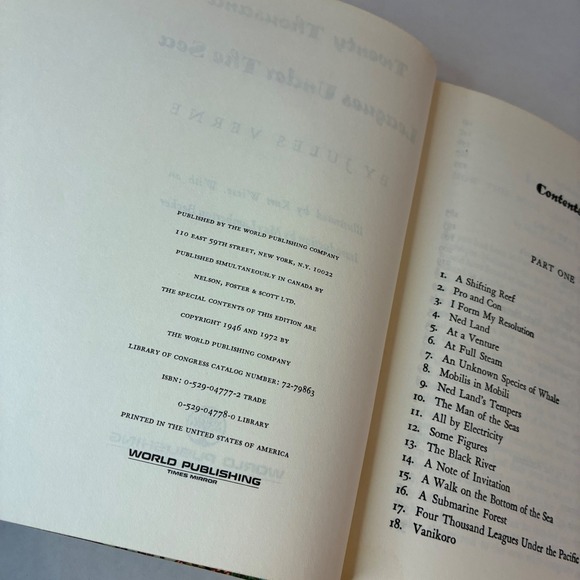 PUBLISHED BY THE WORLD PUBLISHING COMPANY
110 EAST 59TH STREET, NEW YORK, N.Y. 10022
PUBLISHED SIMULTANEOUSLY IN CANADA BY
NELSON, FOSTER & SCOTT LTD.
THE SPECIAL CONTENTS OF THIS EDITION ARE
COPYRIGHT 1946 AND 1972 BY
THE WORLD PUBLISHING COMPANY
LIBRARY OF CONGRESS CATALOG NUMBER: 72-79863
ISBN: 0-529-04777-2 TRADE
0-529-04778-0 LIBRARY
PRINTED IN THE UNITED STATES OF AMERICA
WORLD PUBLISHING
TIMES MIRROR
Contents
PART ONE
1. A Shifting Reef
2. Pro and Con
3. I Form My Resolution
4. Ned Land
5. At a Venture
6. At Full Steam
7. An Unknown Species of Whale
8. Mobilis in Mobili
9. Ned Land's Tempers
10. The Man of the Seas
11. All by Electricity
12. Some Figures
13. The Black River
14. A Note of Invitation
15. A Walk on the Bottom of the Sea
16. A Submarine Forest
17. Four Thousand Leagues Under the Pacific
18. Vanikoro